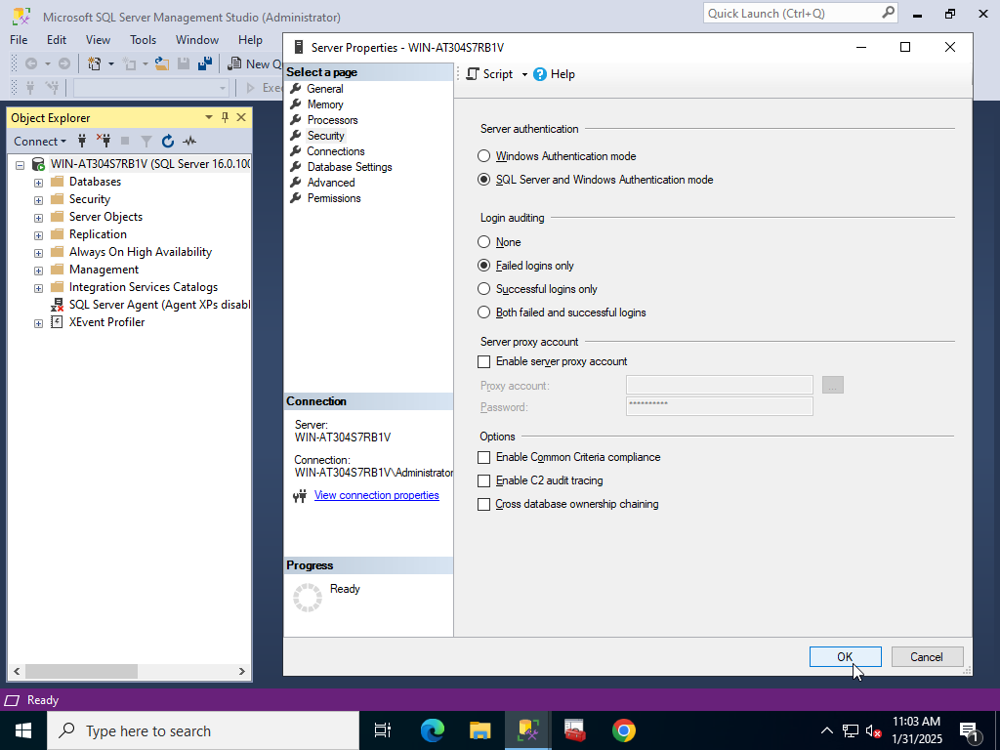 Microsoft SQL Server Management Studio (Administrator)
Quick Launch (Ctrl+Q)
File Edit View Tools Window Help
New Q
Exe
Object Explorer
Connect
WIN-AT304S7RB1V (SQL Server 16.0.100
Databases
Security
Server Objects
Replication
Always On High Availability
Management
Integration Services Catalogs
SQL Server Agent (Agent XPs disabl
XEvent Profiler
Server Properties - WIN-AT304S7RB1V
Select a page
General
Memory
Processors
Security
Connections
Database Settings
Advanced
Permissions
Connection
Server:
WIN-AT304S7RB1V
Connection:
WIN-AT304S7RB1V\Administrator
View connection properties
Progress
Ready
Script Help
Server authentication
Windows Authentication mode
SQL Server and Windows Authentication mode
Login auditing
None
Failed logins only
Successful logins only
Both failed and successful logins
Server proxy account
Enable server proxy account
Proxy account:
...
Password:
**********
Options
Enable Common Criteria compliance
Enable C2 audit tracing
Cross database ownership chaining
OK Cancel
Ready
Type here to search
11:03 AM
1/31/2025
1